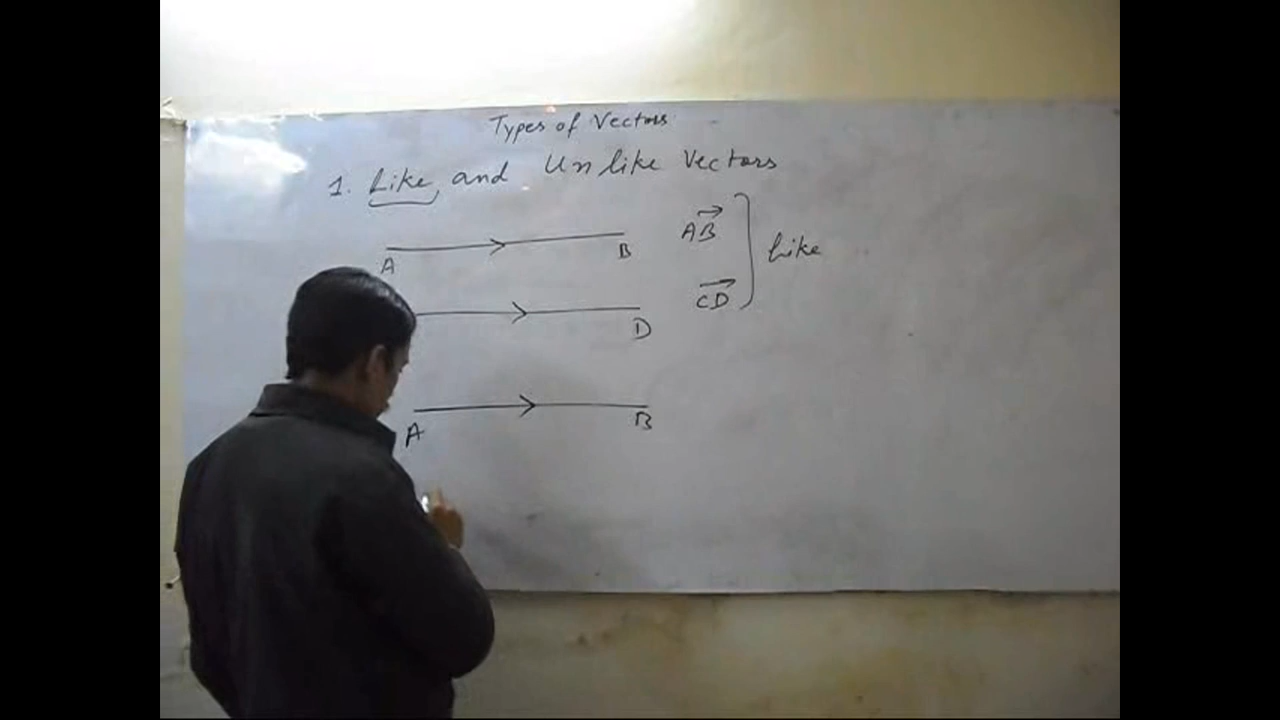 Types of Vectors
1. Like, and Unlike Vectors
A B AB
Like
D CD
A B